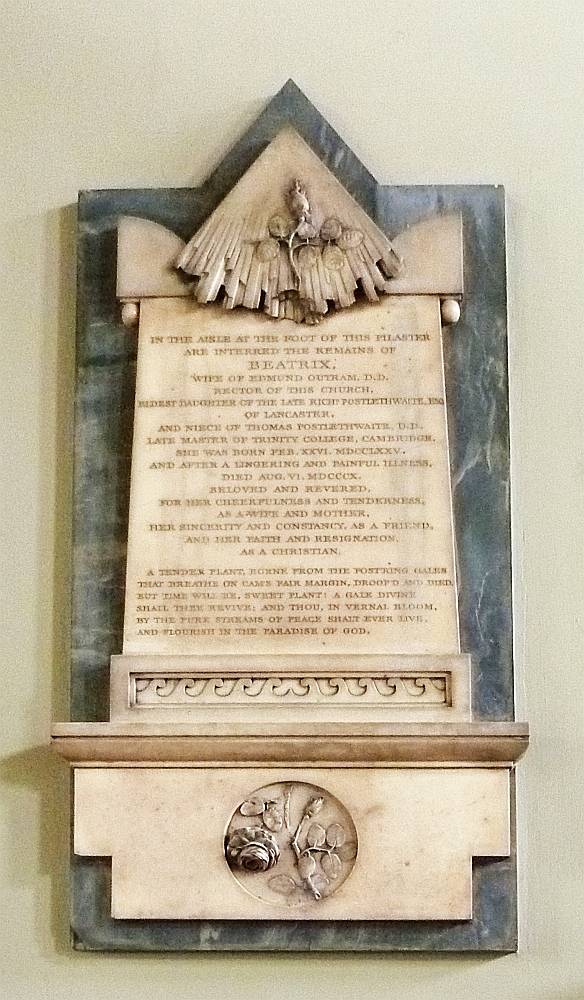 IN THE AISLE AT THE FOOT OF THIS PILASTER
ARE INTERRED THE REMAINS OF
BEATRIX,
WIFE OF EDMUND OUTRAM, D.D.
RECTOR OF THIS CHURCH,
ELDEST DAUGHTER OF THE LATE RICHD. POSTLETHWAITE, ESQ.
OF LANCASTER,
AND NIECE OF THOMAS POSTLETHWAITE, D.D.
LATE MASTER OF TRINITY COLLEGE, CAMBRIDGE.
SHE WAS BORN FEB. XXVI. MDCCLXXV.
AND AFTER A LINGERING AND PAINFUL ILLNESS,
DIED AUG. VI. MDCCCX.
BELOVED AND REVERED,
FOR HER CHEERFULNESS AND TENDERNESS,
AS A WIFE AND MOTHER,
HER SINCERITY AND CONSTANCY, AS A FRIEND,
AND HER FAITH AND RESIGNATION,
AS A CHRISTIAN.
A TENDER PLANT, BORNE FROM THE FOST'RING GALES
THAT BREATHE ON CAM'S FAIR MARGIN, DROOP'D AND DIED.
BUT TIME WILL BE, SWEET PLANT! A GALE DIVINE
SHALL THEE REVIVE; AND THOU, IN VERNAL BLOOM,
BY THE PURE STREAMS OF PEACE SHALT EVER LIVE,
AND FLOURISH IN THE PARADISE OF GOD.